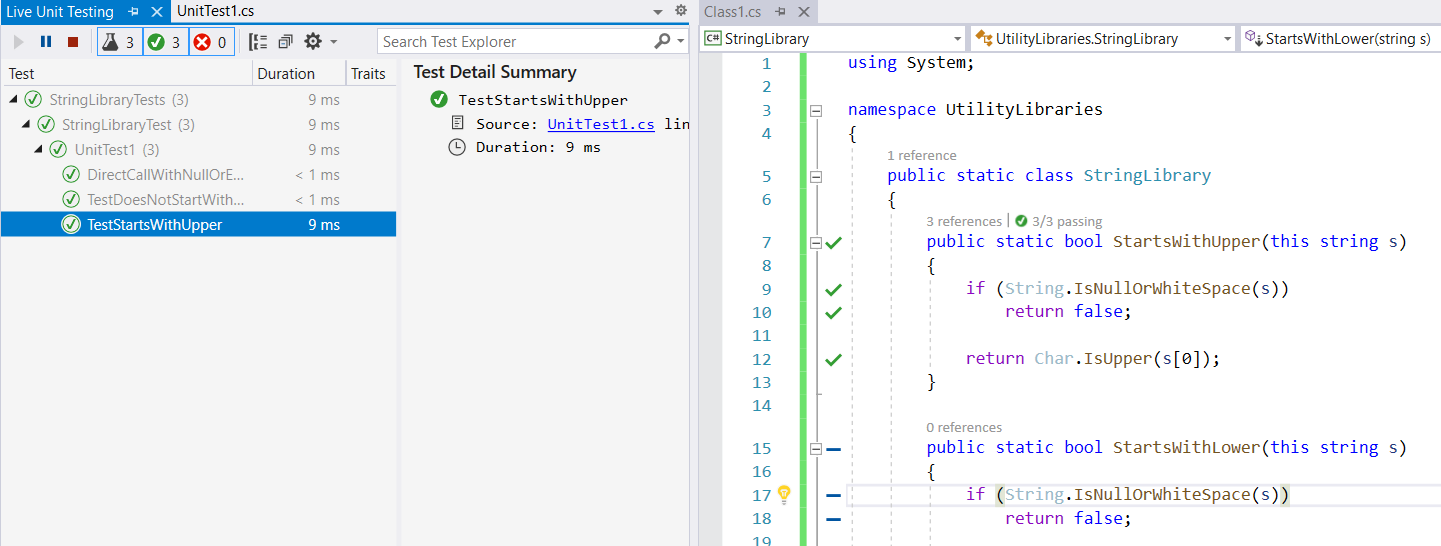 Live Unit Testing
UnitTest1.cs
3 3 0
Search Test Explorer
Test Duration Traits
StringLibraryTests (3) 9 ms
StringLibraryTest (3) 9 ms
UnitTest1 (3) 9 ms
DirectCallWithNullOrE... < 1 ms
TestDoesNotStartWith... < 1 ms
TestStartsWithUpper 9 ms
Test Detail Summary
TestStartsWithUpper
Source: UnitTest1.cs lin
Duration: 9 ms
Class1.cs
C# StringLibrary UtilityLibraries.StringLibrary StartsWithLower(string s)
1 using System;
2
3 namespace UtilityLibraries
4 {
1 reference
5 public static class StringLibrary
6 {
3 references | 3/3 passing
7 public static bool StartsWithUpper(this string s)
8 {
9 if (String.IsNullOrWhiteSpace(s))
10 return false;
11
12 return Char.IsUpper(s[0]);
13 }
14
0 references
15 public static bool StartsWithLower(this string s)
16 {
17 if (String.IsNullOrWhiteSpace(s))
18 return false;
19